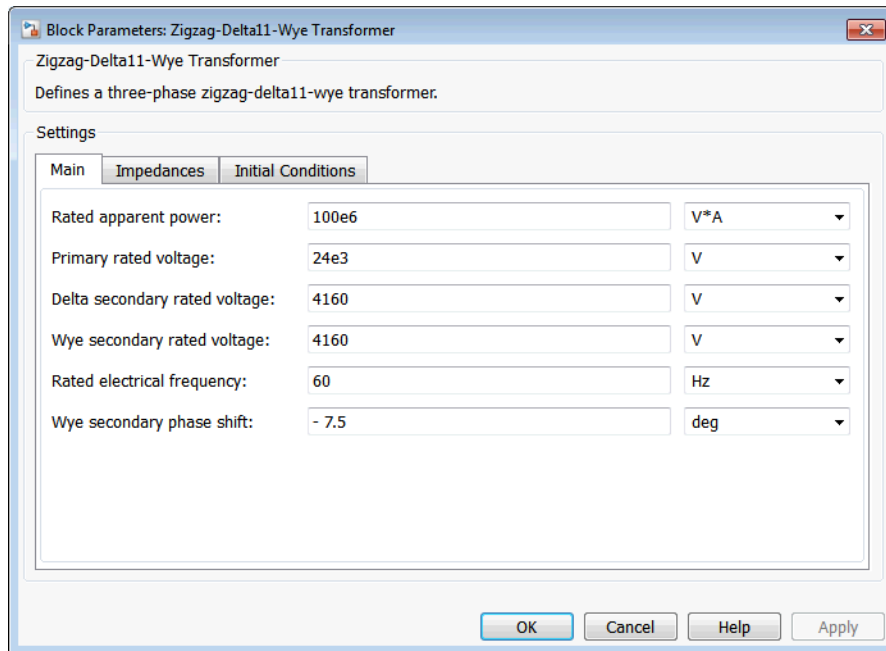 Block Parameters: Zigzag-Delta11-Wye Transformer
Zigzag-Delta11-Wye Transformer
Defines a three-phase zigzag-delta11-wye transformer.
Settings
Main Impedances Initial Conditions
Rated apparent power: 100e6 V*A
Primary rated voltage: 24e3 V
Delta secondary rated voltage: 4160 V
Wye secondary rated voltage: 4160 V
Rated electrical frequency: 60 Hz
Wye secondary phase shift: - 7.5 deg
OK Cancel Help Apply